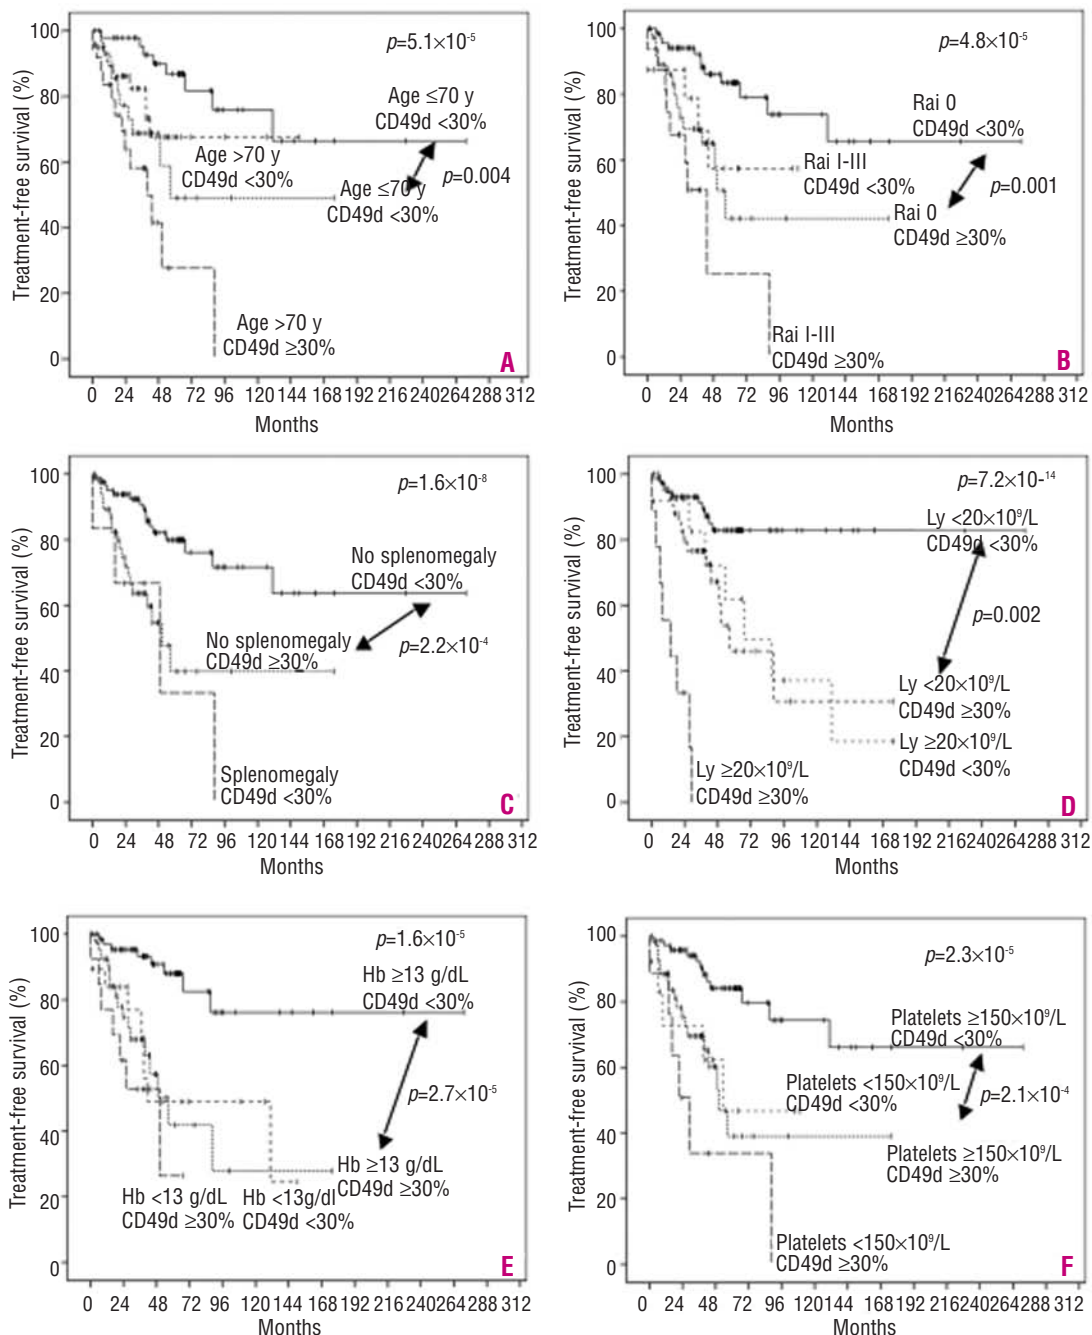 100
80
60
40
20
0
Treatment-free survival (%)
p=5.1×10-5
Age ≤70 y
CD49d <30%
Age >70 y
CD49d <30%
Age ≤70 y
CD49d <30%
p=0.004
Age >70 y
CD49d ≥30%
A
0 24 48 72 96 120 144 168 192 216 240 264 288 312
Months
100
80
60
40
20
0
Treatment-free survival (%)
p=4.8×10-5
Rai 0
CD49d <30%
Rai I-III
CD49d <30%
p=0.001
Rai 0
CD49d ≥30%
Rai I-III
CD49d ≥30%
B
0 24 48 72 96 120 144 168 192 216 240 264 288 312
Months
100
80
60
40
20
0
Treatment-free survival (%)
p=1.6×10-8
No splenomegaly
CD49d <30%
No splenomegaly
CD49d ≥30%
p=2.2×10-4
Splenomegaly
CD49d <30%
C
0 24 48 72 96 120 144 168 192 216 240 264 288 312
Months
100
80
60
40
20
0
Treatment-free survival (%)
p=7.2×10-14
Ly <20×10⁹/L
CD49d <30%
p=0.002
Ly <20×10⁹/L
CD49d ≥30%
Ly ≥20×10⁹/L
CD49d <30%
Ly ≥20×10⁹/L
CD49d ≥30%
D
0 24 48 72 96 120 144 168 192 216 240 264 288 312
Months
100
80
60
40
20
0
Treatment-free survival (%)
p=1.6×10-5
Hb ≥13 g/dL
CD49d <30%
p=2.7×10-5
Hb ≥13 g/dL
CD49d ≥30%
Hb <13 g/dL
CD49d ≥30%
Hb <13g/dl
CD49d <30%
E
0 24 48 72 96 120 144 168 192 216 240 264 288 312
Months
100
80
60
40
20
0
Treatment-free survival (%)
p=2.3×10-5
Platelets ≥150×10⁹/L
CD49d <30%
Platelets <150×10⁹/L
CD49d <30%
p=2.1×10-4
Platelets ≥150×10⁹/L
CD49d ≥30%
Platelets <150×10⁹/L
CD49d ≥30%
F
0 24 48 72 96 120 144 168 192 216 240 264 288 312
Months